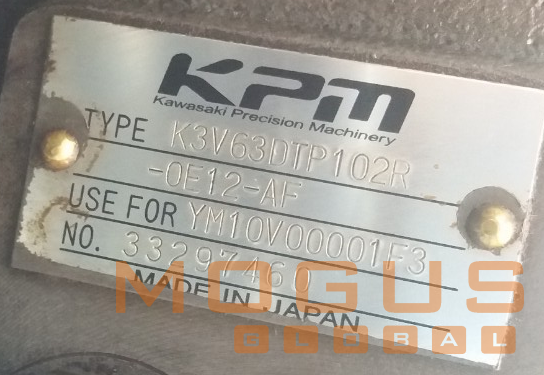 KPM
Kawasaki Precision Machinery
TYPE K3V63DTP102R
-0E12-AF
USE FOR YM10V00001F3
NO. 33297460
MADE IN JAPAN
MOGUS
GLOBAL